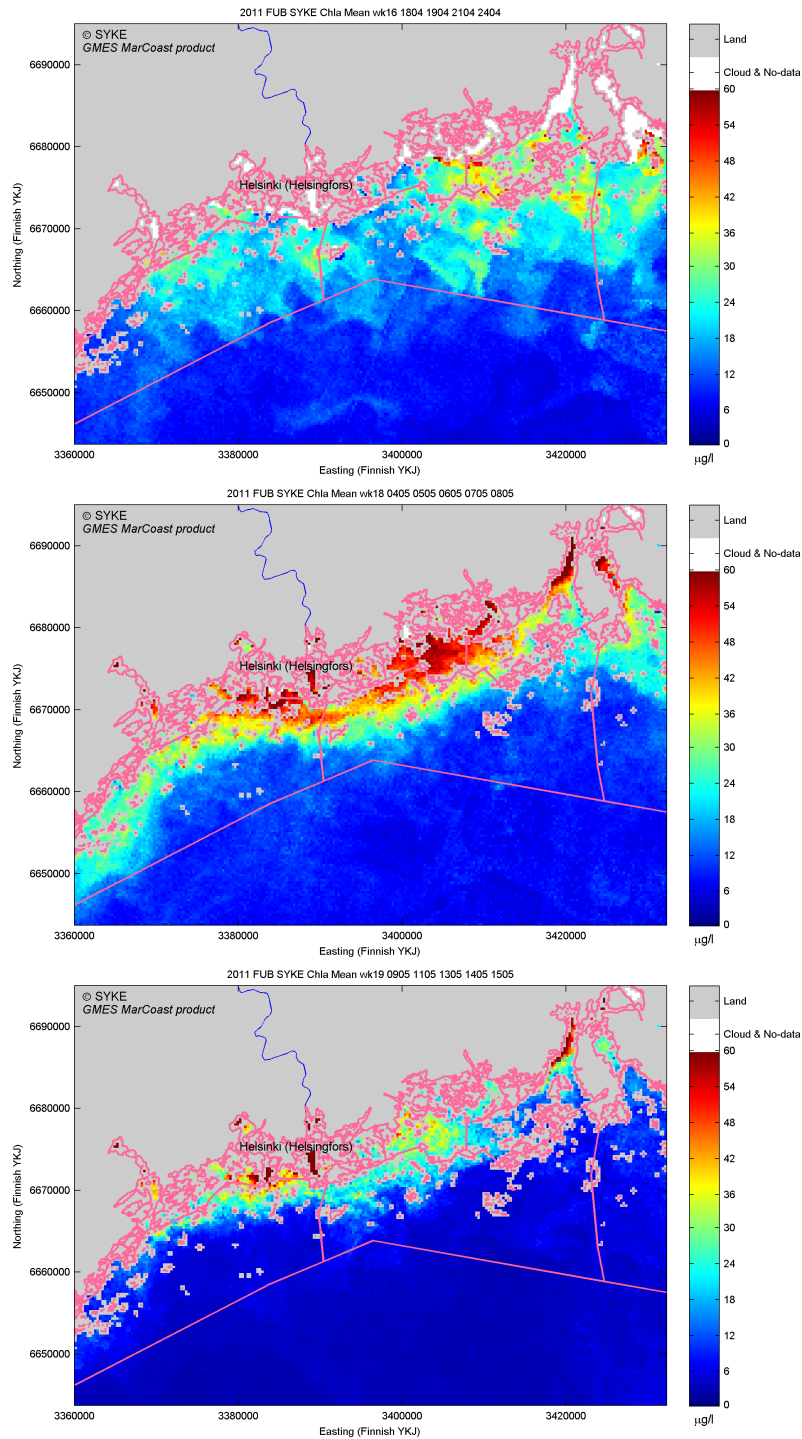 2011 FUB SYKE Chla Mean wk16 1804 1904 2104 2404
© SYKE
GMES MarCoast product
Land
Cloud & No-data
6690000
60
54
6680000
48
Helsinki (Helsingfors)
42
Northing (Finnish YKJ)
6670000
36
30
24
6660000
18
12
6650000
6
0
3360000 3380000 3400000 3420000
µg/l
Easting (Finnish YKJ)
2011 FUB SYKE Chla Mean wk18 0405 0505 0605 0705 0805
© SYKE
GMES MarCoast product
Land
Cloud & No-data
6690000
60
54
6680000
48
Helsinki (Helsingfors)
42
Northing (Finnish YKJ)
6670000
36
30
24
6660000
18
12
6650000
6
0
3360000 3380000 3400000 3420000
µg/l
Easting (Finnish YKJ)
2011 FUB SYKE Chla Mean wk19 0905 1105 1305 1405 1505
© SYKE
GMES MarCoast product
Land
Cloud & No-data
6690000
60
54
6680000
48
Helsinki (Helsingfors)
42
Northing (Finnish YKJ)
6670000
36
30
24
6660000
18
12
6650000
6
0
3360000 3380000 3400000 3420000
µg/l
Easting (Finnish YKJ)